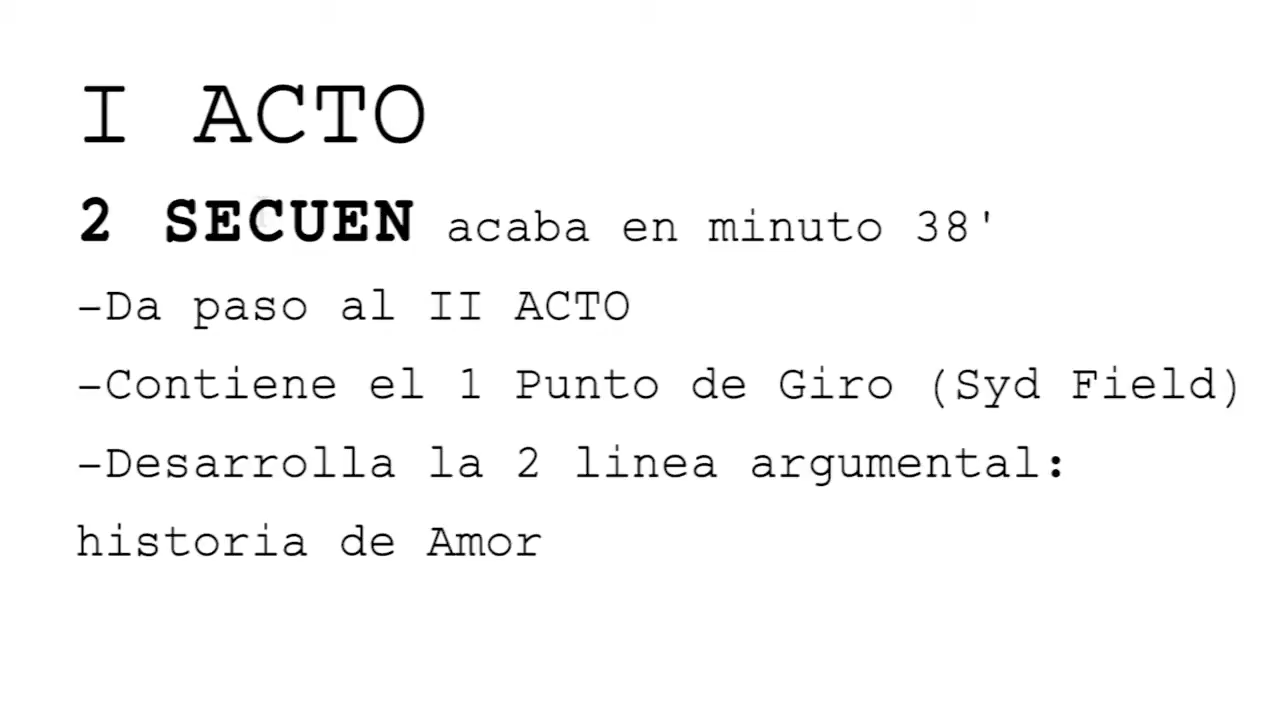 I ACTO
2 SECUEN acaba en minuto 38'
-Da paso al II ACTO
-Contiene el 1 Punto de Giro (Syd Field)
-Desarrolla la 2 linea argumental:
historia de Amor